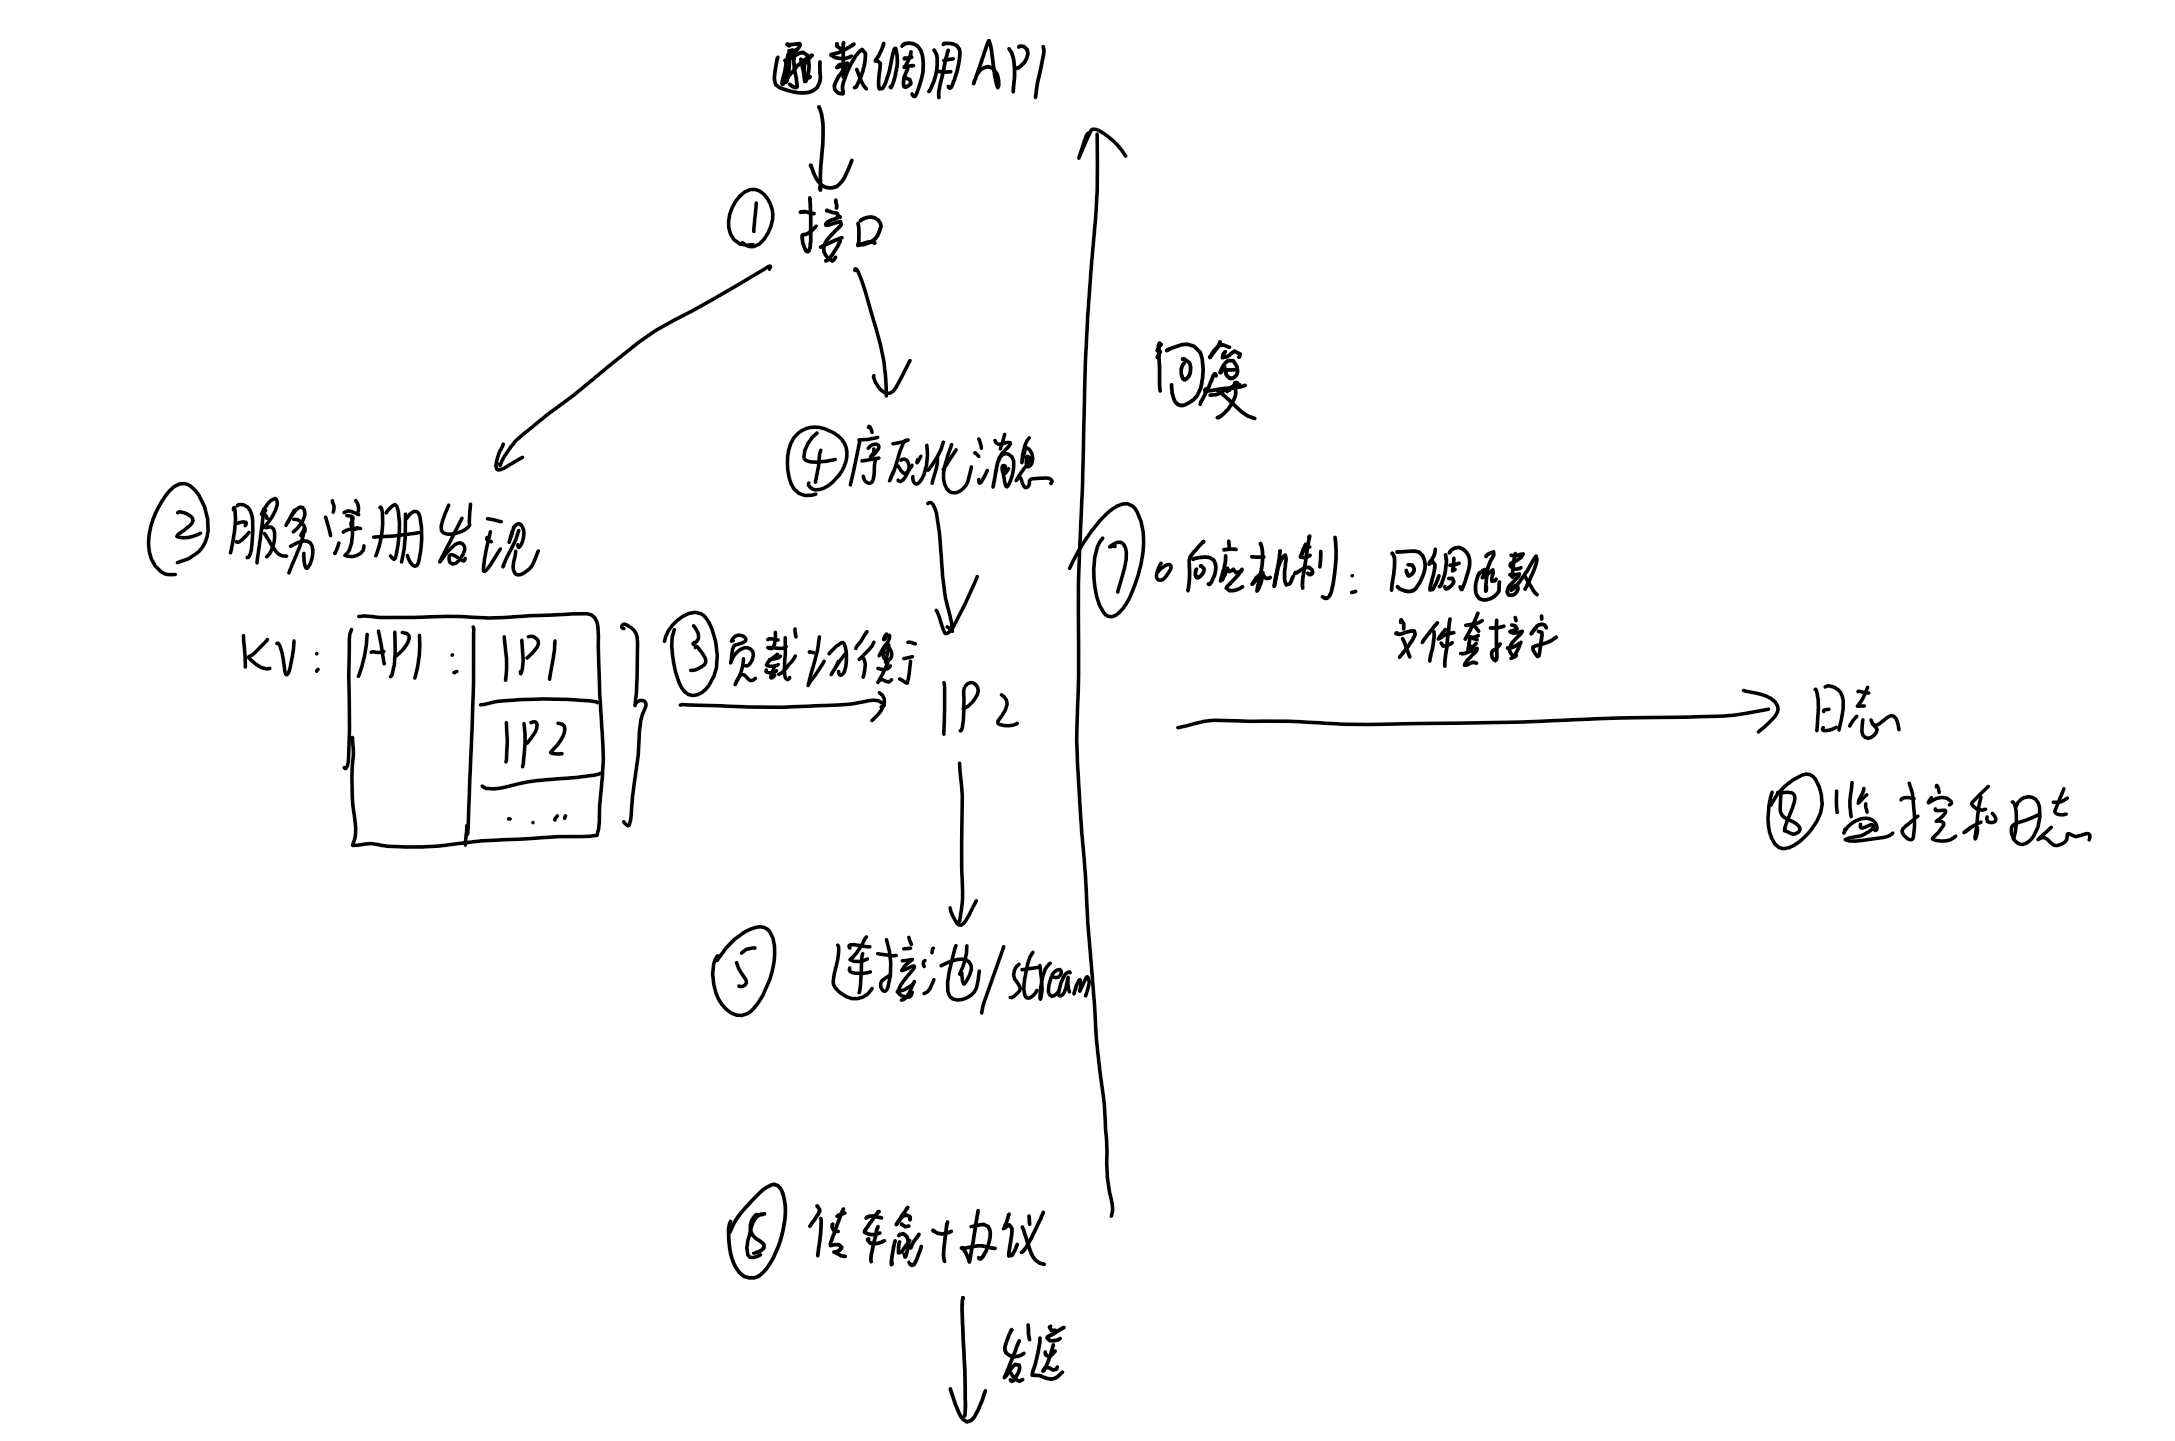 函数调用API
① 接口
回复
④ 序列化消息
② 服务注册发现
⑦ 响应机制: 回调函数
文件套接字
KV: API: IP1
IP2
....
③ 负载均衡
IP2
日志
⑧ 监控和日志
⑤ 连接池/stream
⑥ 传输+协议
发送